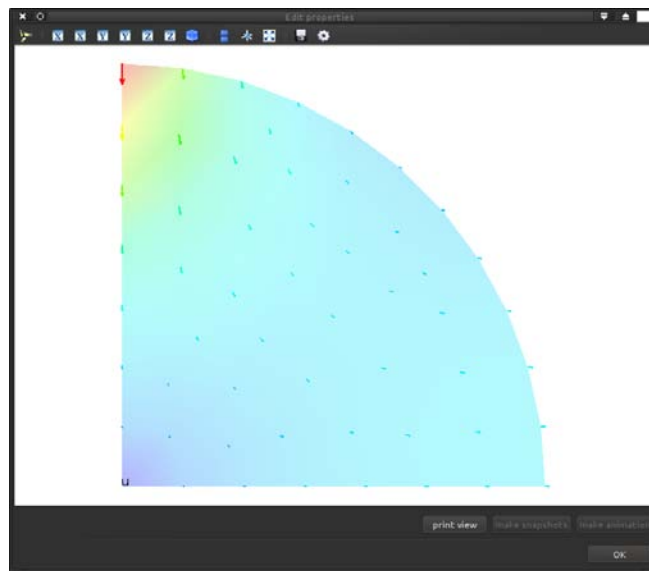 Edit properties
X X Y Y Z Z
u
print view make snapshots make animation
OK